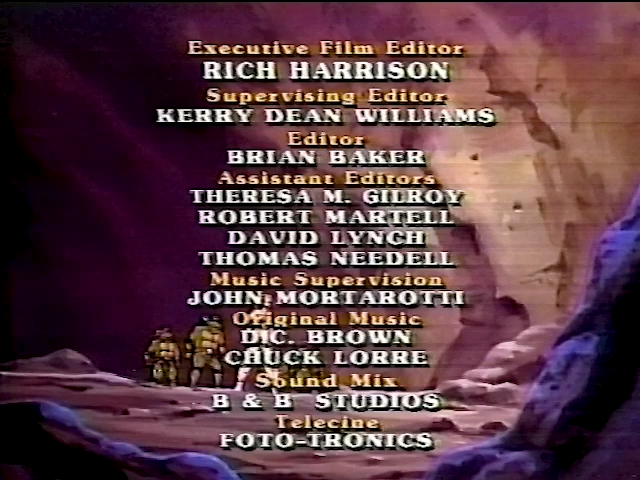 Executive Film Editor
RICH HARRISON
Supervising Editor
KERRY DEAN WILLIAMS
Editor
BRIAN BAKER
Assistant Editors
THERESA M. GILROY
ROBERT MARTELL
DAVID LYNCH
THOMAS NEEDELL
Music Supervision
JOHN MORTAROTTI
Original Music
D.C. BROWN
CHUCK LORRE
Sound Mix
B & B STUDIOS
Telecine
FOTO-TRONICS